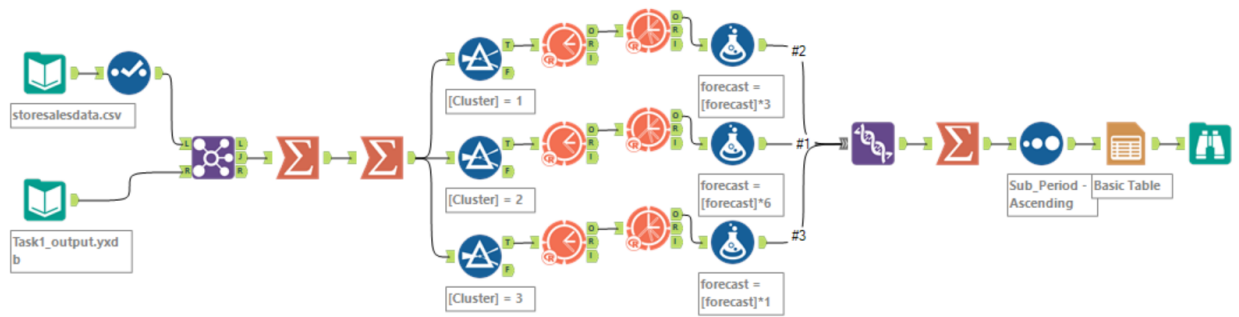 storesalesdata.csv
L
R
L
J
R
Task1_output.yxd
b
T
F
[Cluster] = 1
R
O
R
I
R
O
R
I
forecast =
[forecast]*3
#2
T
F
[Cluster] = 2
R
O
R
I
R
O
R
I
forecast =
[forecast]*6
#1
T
F
[Cluster] = 3
R
O
R
I
R
O
R
I
forecast =
[forecast]*1
#3
Sub_Period -
Ascending
Basic Table